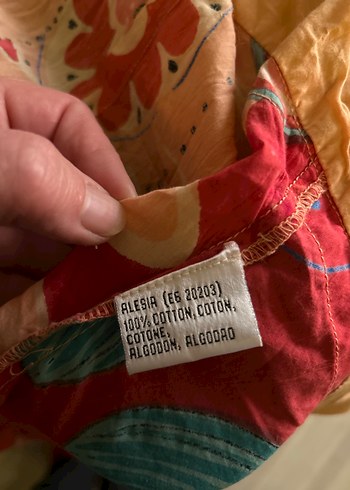 ALESIA (E6 20203)
100% COTTON, COTON,
COTONE,
ALGODON, ALGODAO